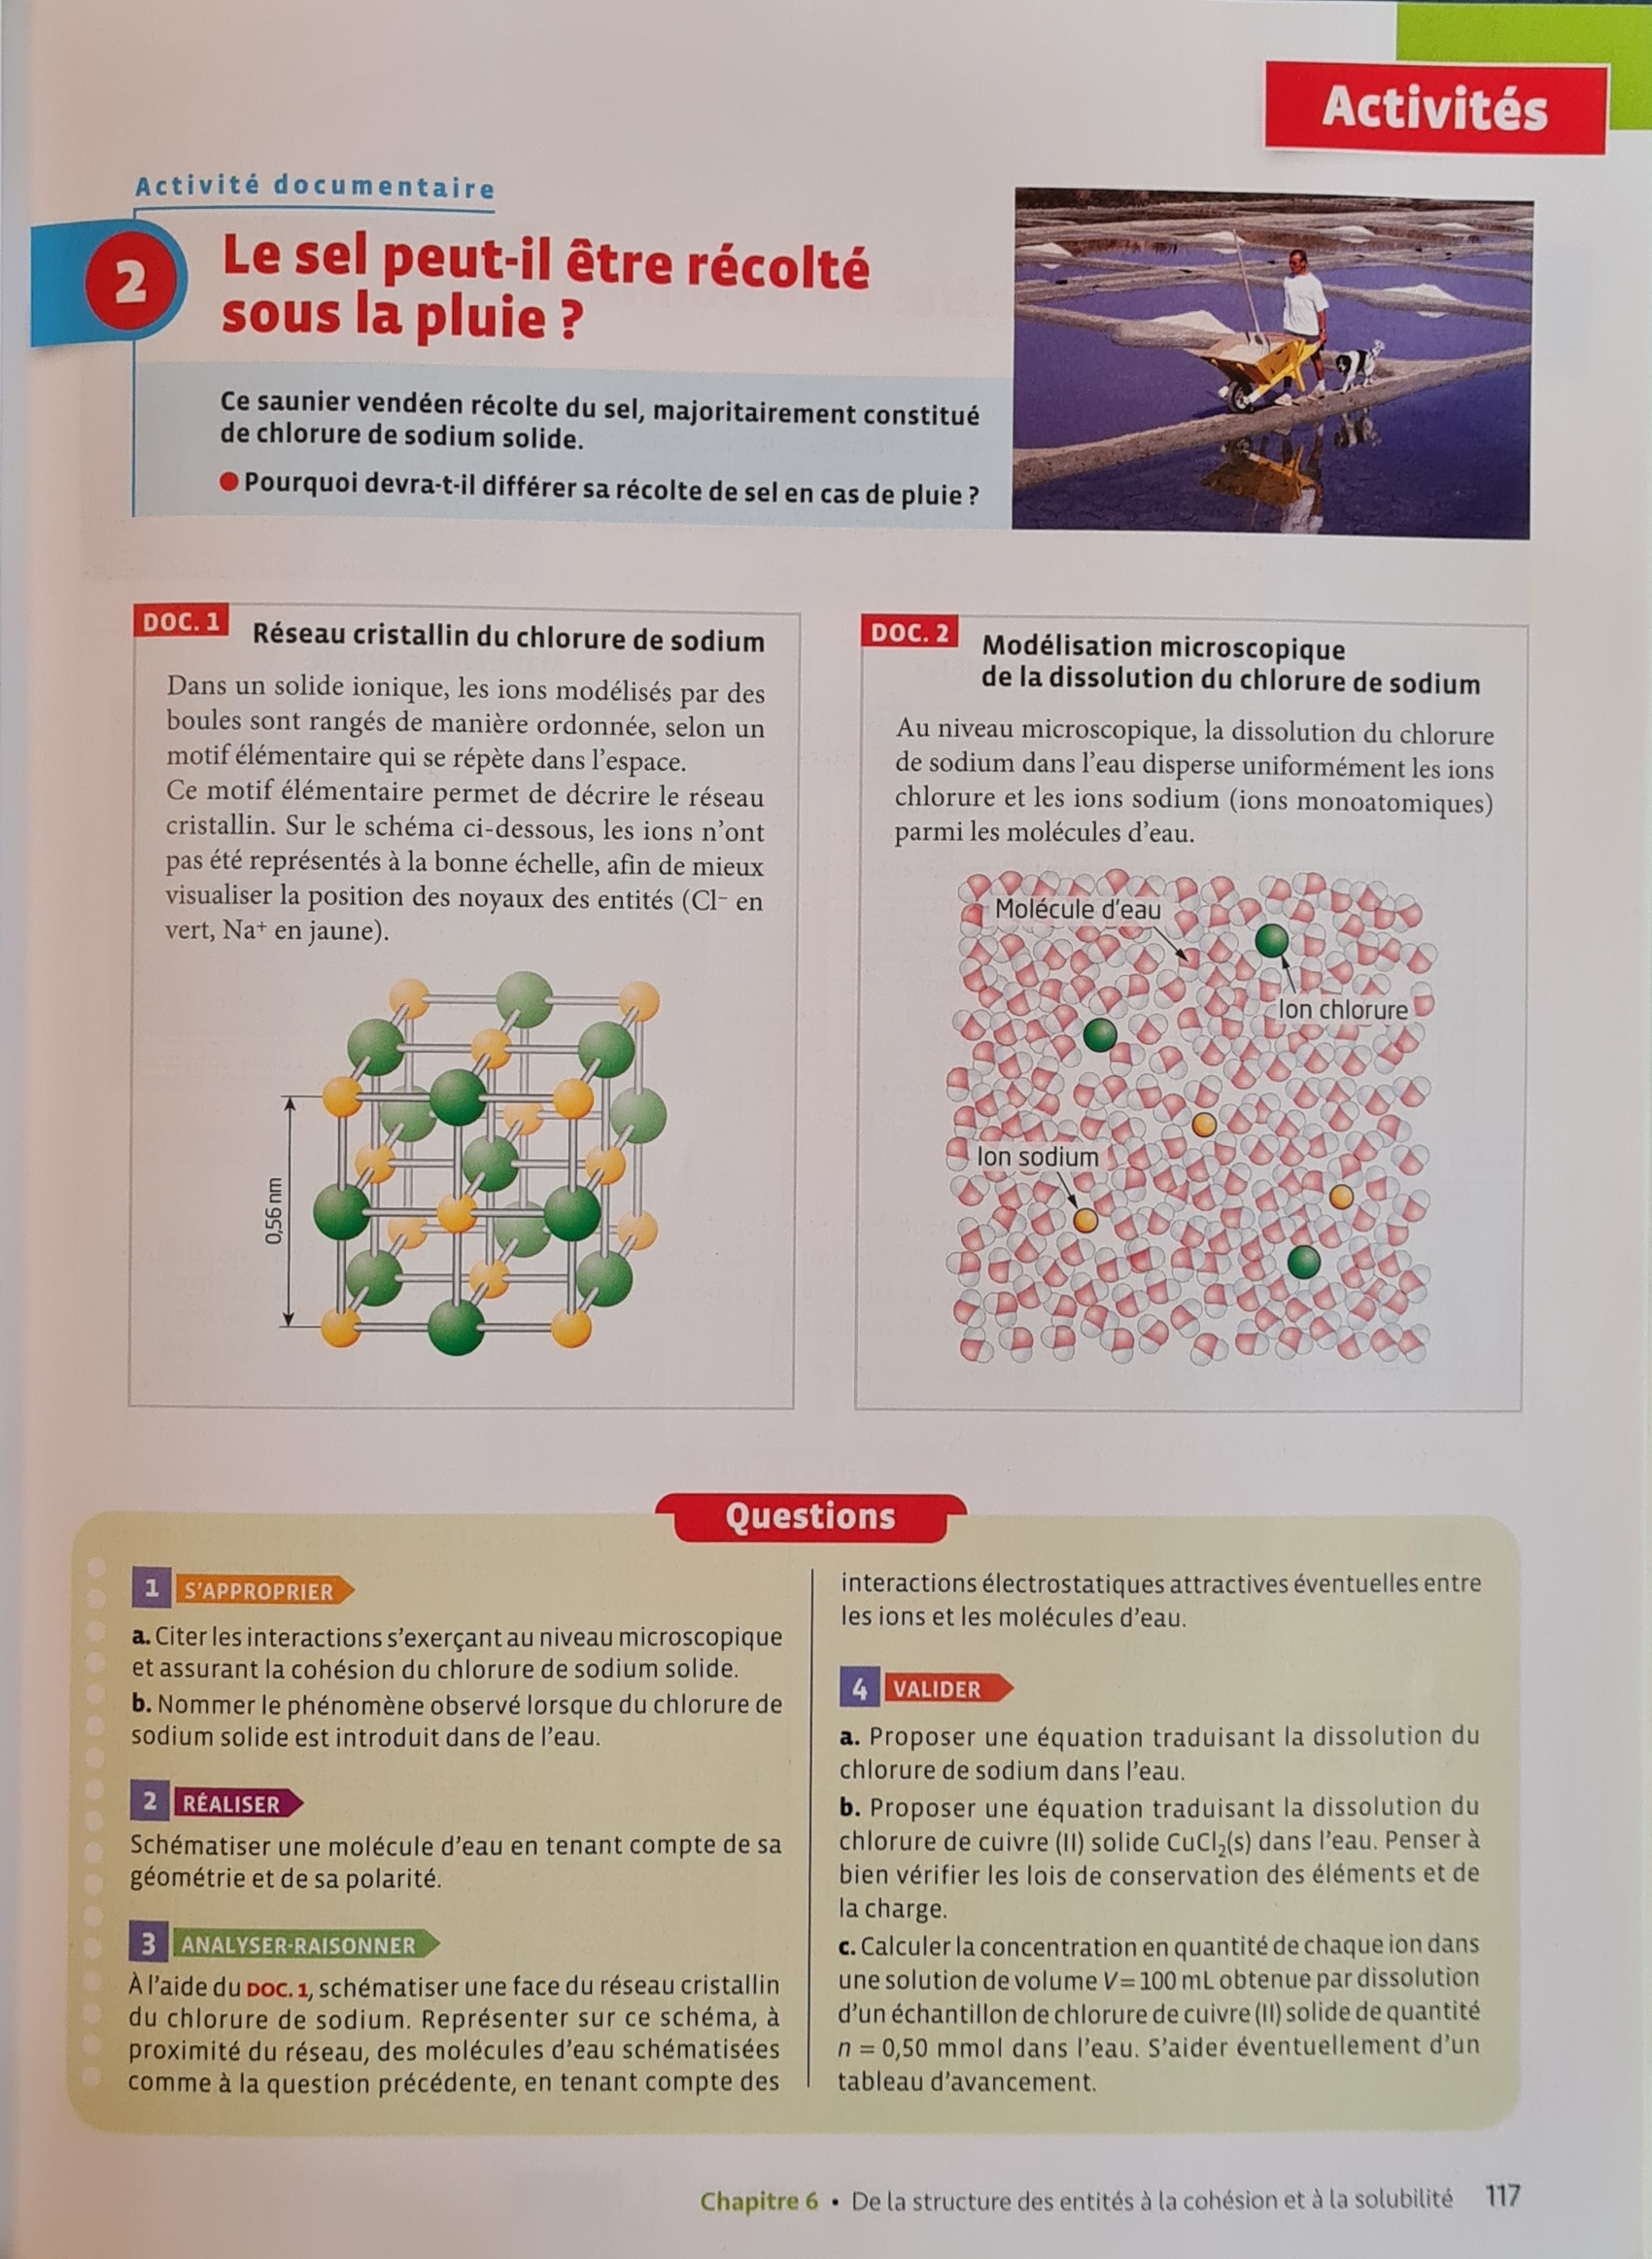 Activités
Activité documentaire
2
Le sel peut-il être récolté
sous la pluie ?
Ce saunier vendéen récolte du sel, majoritairement constitué
de chlorure de sodium solide.
● Pourquoi devra-t-il différer sa récolte de sel en cas de pluie ?
DOC. 1
Réseau cristallin du chlorure de sodium
Dans un solide ionique, les ions modélisés par des
boules sont rangés de manière ordonnée, selon un
motif élémentaire qui se répète dans l'espace.
Ce motif élémentaire permet de décrire le réseau
cristallin. Sur le schéma ci-dessous, les ions n'ont
pas été représentés à la bonne échelle, afin de mieux
visualiser la position des noyaux des entités (Cl⁻ en
vert, Na⁺ en jaune).
0,56 nm
DOC. 2
Modélisation microscopique
de la dissolution du chlorure de sodium
Au niveau microscopique, la dissolution du chlorure
de sodium dans l'eau disperse uniformément les ions
chlorure et les ions sodium (ions monoatomiques)
parmi les molécules d'eau.
Molécule d'eau
Ion chlorure
Ion sodium
Questions
1 S'APPROPRIER
a. Citer les interactions s'exerçant au niveau microscopique
et assurant la cohésion du chlorure de sodium solide.
b. Nommer le phénomène observé lorsque du chlorure de
sodium solide est introduit dans de l'eau.
2 RÉALISER
Schématiser une molécule d'eau en tenant compte de sa
géométrie et de sa polarité.
3 ANALYSER-RAISONNER
À l'aide du DOC. 1, schématiser une face du réseau cristallin
du chlorure de sodium. Représenter sur ce schéma, à
proximité du réseau, des molécules d'eau schématisées
comme à la question précédente, en tenant compte des
interactions électrostatiques attractives éventuelles entre
les ions et les molécules d'eau.
4 VALIDER
a. Proposer une équation traduisant la dissolution du
chlorure de sodium dans l'eau.
b. Proposer une équation traduisant la dissolution du
chlorure de cuivre (II) solide CuCl₂(s) dans l'eau. Penser à
bien vérifier les lois de conservation des éléments et de
la charge.
c. Calculer la concentration en quantité de chaque ion dans
une solution de volume V = 100 mL obtenue par dissolution
d'un échantillon de chlorure de cuivre (II) solide de quantité
n = 0,50 mmol dans l'eau. S'aider éventuellement d'un
tableau d'avancement.
Chapitre 6 • De la structure des entités à la cohésion et à la solubilité 117